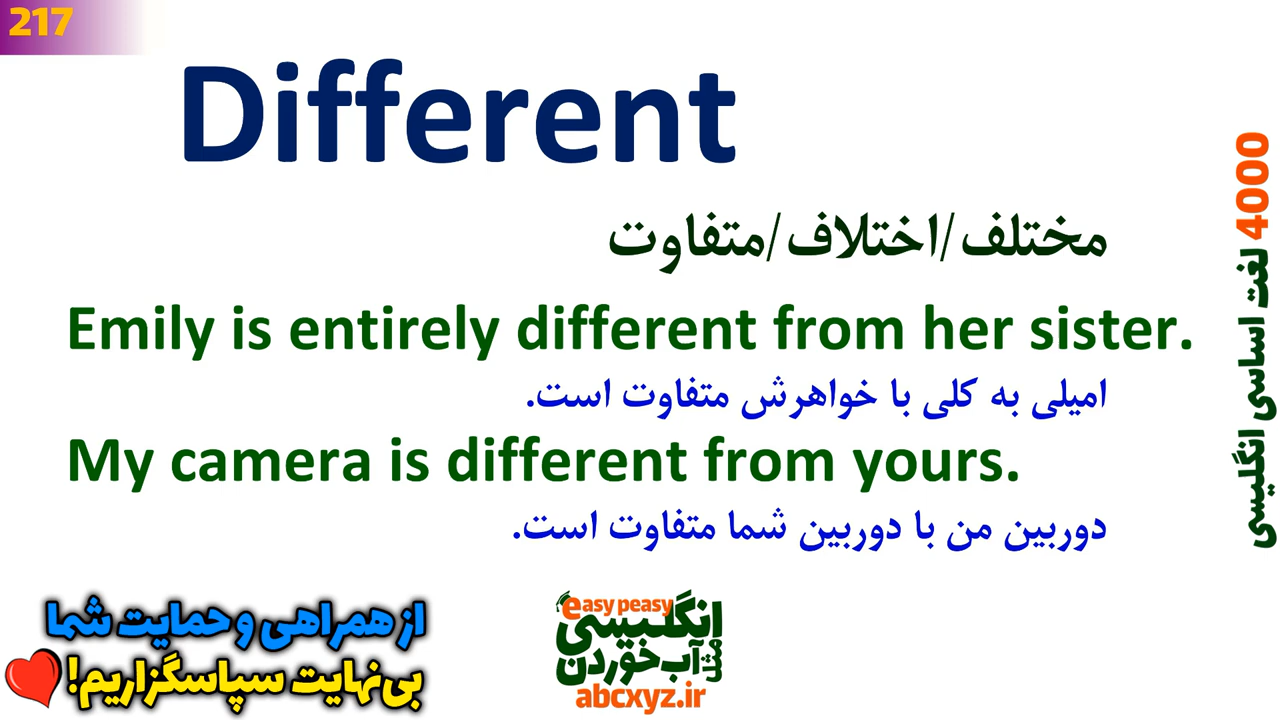 217
Different
مختلف/اختلاف/متفاوت
Emily is entirely different from her sister.
امیلی به کلی با خواهرش متفاوت است.
My camera is different from yours.
دوربین من با دوربین شما متفاوت است.
4000 لغت اساسی انگلیسی
از همراهی و حمایت شما
بی‌نهایت سپاسگزاریم!
easy peasy
انگلیسی
مثل آب خوردن
abcxyz.ir